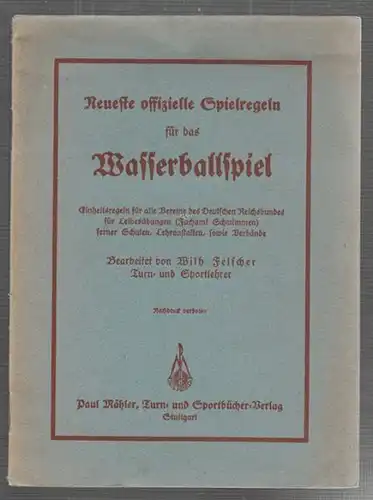 Neueste offizielle Spielregeln
für das
Wasserballspiel
Einheitsregeln für alle Vereine des Deutschen Reichsbundes
für Leibesübungen (Fachamt Schwimmen)
ferner Schulen, Lehranstalten, sowie Verbände
Bearbeitet von Wilh Felscher
Turn- und Sportlehrer
Nachdruck verboten
Paul Mähler, Turn- und Sportbücher-Verlag
Stuttgart